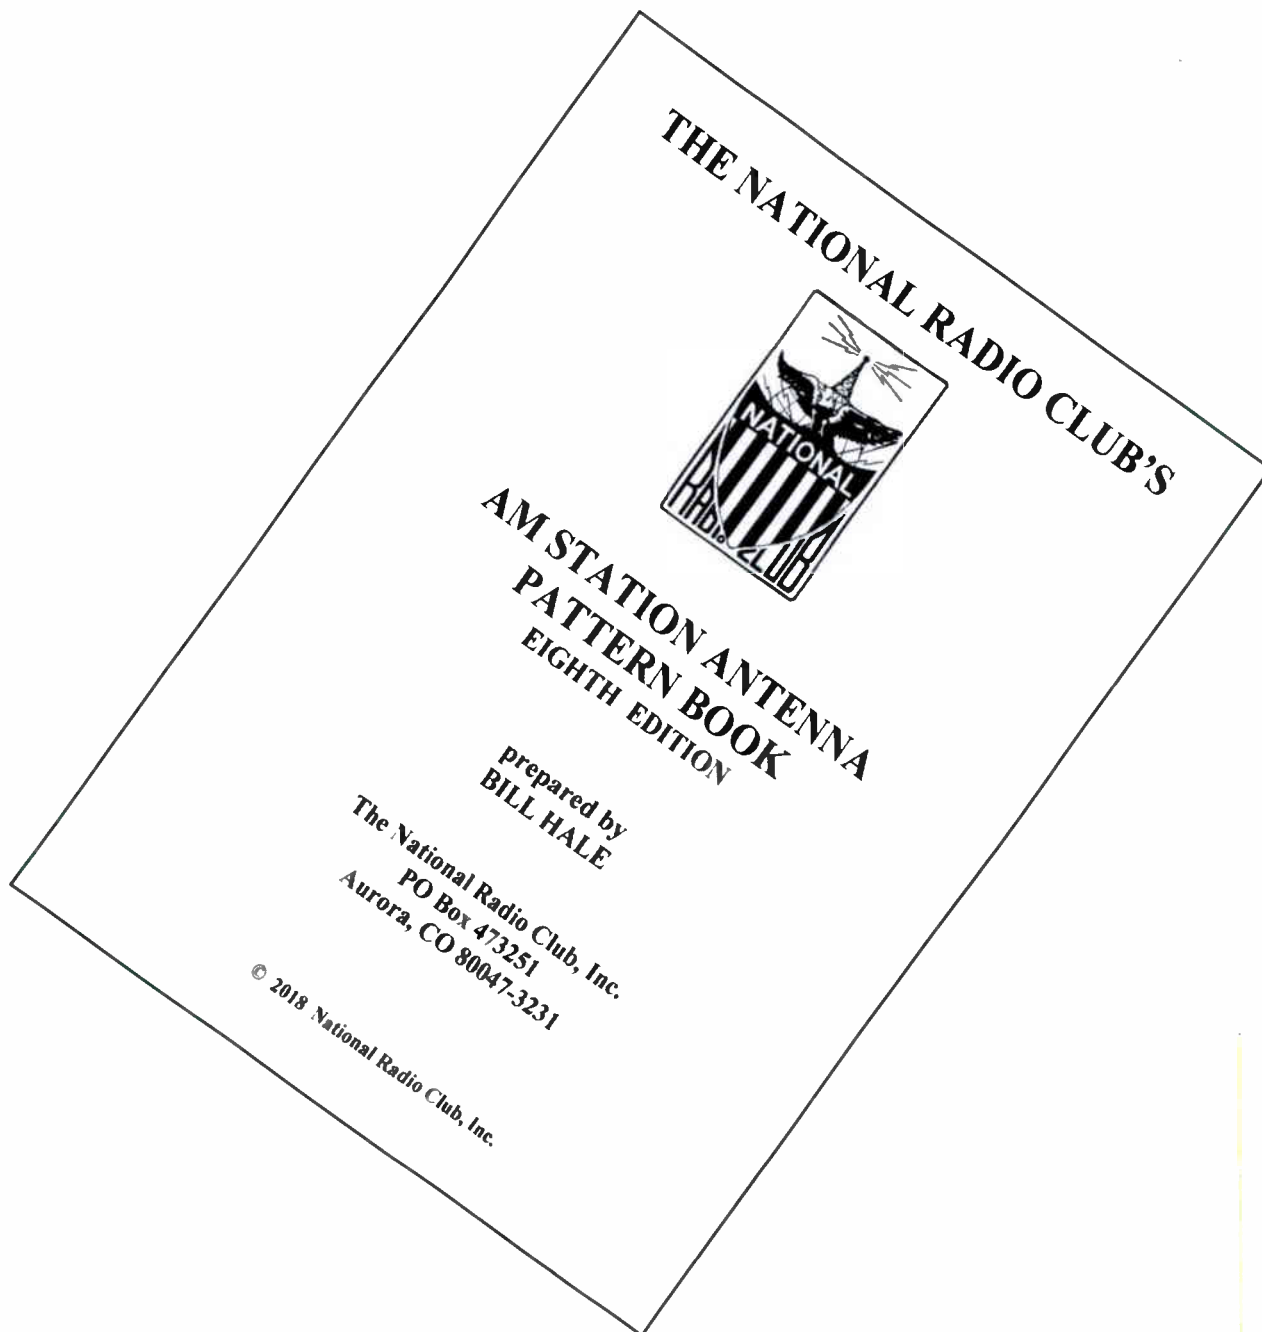 THE NATIONAL RADIO CLUB'S
NATIONAL
RADIO CLUB
AM STATION ANTENNA
PATTERN BOOK
EIGHTH EDITION
prepared by
BILL HALE
The National Radio Club, Inc.
PO Box 473251
Aurora, CO 80047-3231
© 2018 National Radio Club, Inc.